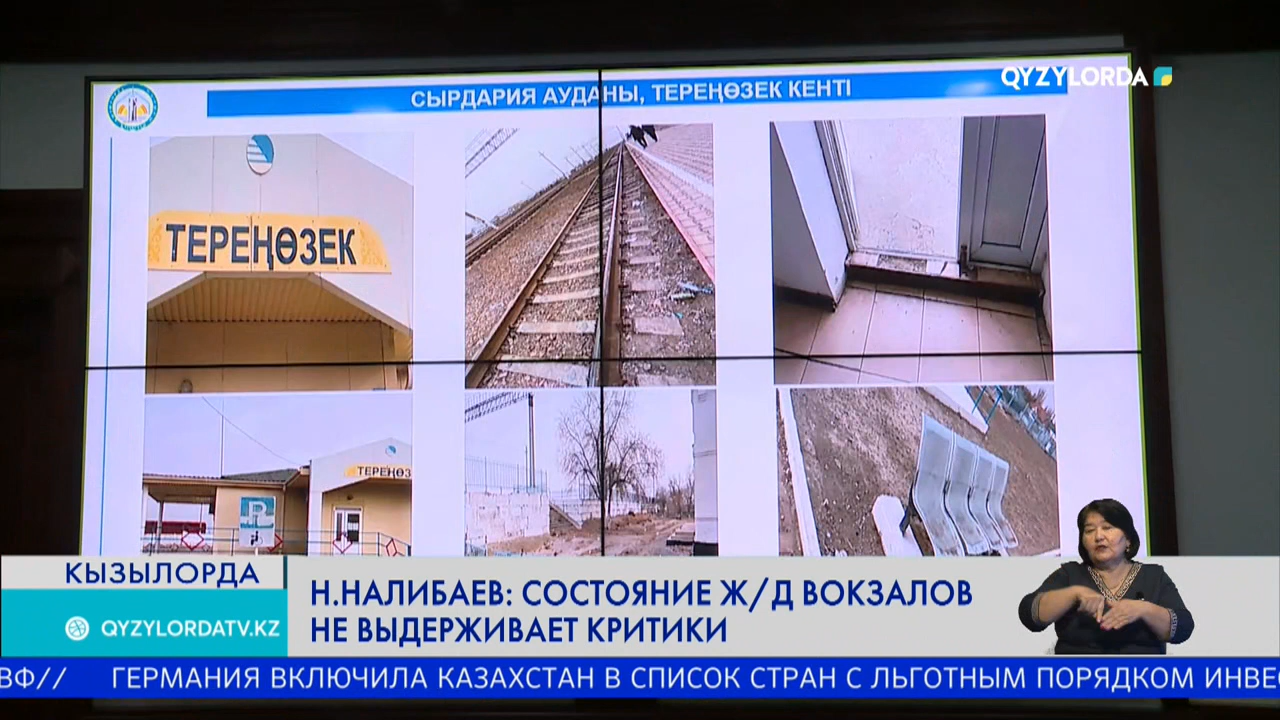 QYZYLORDA
СЫРДАРИЯ АУДАНЫ, ТЕРЕҢӨЗЕК КЕНТІ
ТЕРЕҢӨЗЕК
ТЕРЕҢӨЗ
P
КЫЗЫЛОРДА
QYZYLORDATV.KZ
Н.НАЛИБАЕВ: СОСТОЯНИЕ Ж/Д ВОКЗАЛОВ
НЕ ВЫДЕРЖИВАЕТ КРИТИКИ
ВФ// ГЕРМАНИЯ ВКЛЮЧИЛА КАЗАХСТАН В СПИСОК СТРАН С ЛЬГОТНЫМ ПОРЯДКОМ ИНВЕС